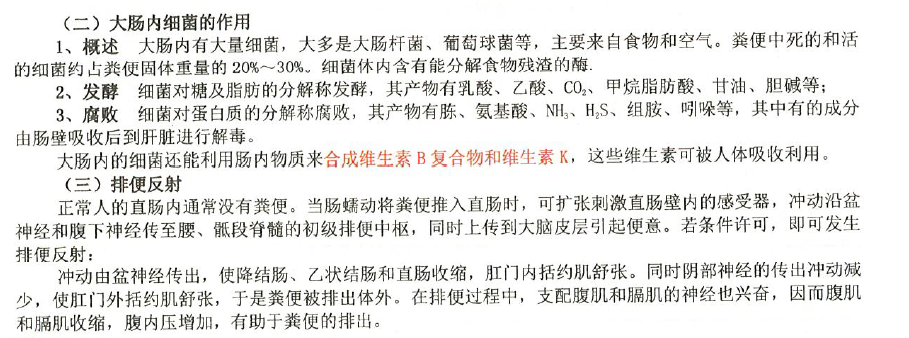 （二）大肠内细菌的作用
1、概述 大肠内有大量细菌，大多是大肠杆菌、葡萄球菌等，主要来自食物和空气。粪便中死的和活
的细菌约占粪便固体重量的 20%～30%。细菌体内含有能分解食物残渣的酶.
2、发酵 细菌对糖及脂肪的分解称发酵，其产物有乳酸、乙酸、CO₂、甲烷脂肪酸、甘油、胆碱等；
3、腐败 细菌对蛋白质的分解称腐败，其产物有胨、氨基酸、NH₃、H₂S、组胺、吲哚等，其中有的成分
由肠壁吸收后到肝脏进行解毒。
大肠内的细菌还能利用肠内物质来合成维生素 B 复合物和维生素 K，这些维生素可被人体吸收利用。
（三）排便反射
正常人的直肠内通常没有粪便。当肠蠕动将粪便推入直肠时，可扩张刺激直肠壁内的感受器，冲动沿盆
神经和腹下神经传至腰、骶段脊髓的初级排便中枢，同时上传到大脑皮层引起便意。若条件许可，即可发生
排便反射：
冲动由盆神经传出，使降结肠、乙状结肠和直肠收缩，肛门内括约肌舒张。同时阴部神经的传出冲动减
少，使肛门外括约肌舒张，于是粪便被排出体外。在排便过程中，支配腹肌和膈肌的神经也兴奋，因而腹肌
和膈肌收缩，腹内压增加，有助于粪便的排出。